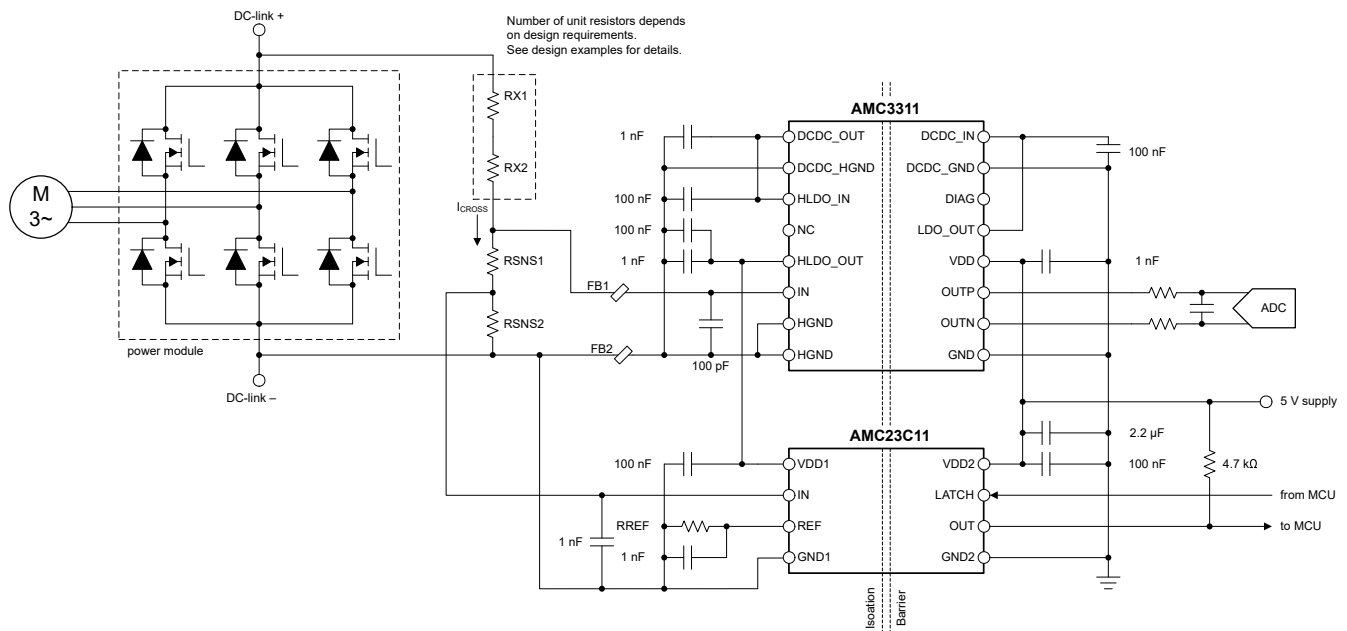 DC-link +
Number of unit resistors depends
on design requirements.
See design examples for details.
RX1
RX2
ICROSS
RSNS1
RSNS2
M
3~
power module
DC-link –
FB1
FB2
AMC3311
1 nF
100 nF
100 nF
1 nF
100 pF
DCDC_OUT
DCDC_HGND
HLDO_IN
NC
HLDO_OUT
IN
HGND
HGND
DCDC_IN
DCDC_GND
DIAG
LDO_OUT
VDD
OUTP
OUTN
GND
100 nF
1 nF
ADC
5 V supply
AMC23C11
100 nF
RREF
1 nF
1 nF
VDD1
IN
REF
GND1
VDD2
LATCH
OUT
GND2
2.2 µF
100 nF
4.7 kΩ
from MCU
to MCU
Isoation
Barrier